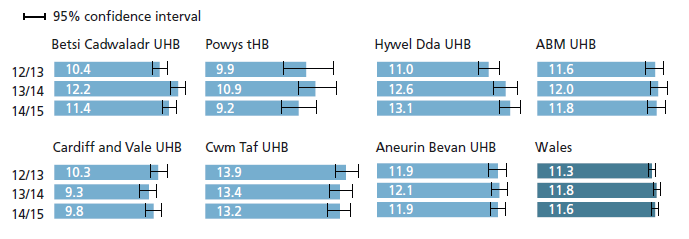 95% confidence interval
Betsi Cadwaladr UHB Powys tHB Hywel Dda UHB ABM UHB
12/13 10.4 9.9 11.0 11.6
13/14 12.2 10.9 12.6 12.0
14/15 11.4 9.2 13.1 11.8
Cardiff and Vale UHB Cwm Taf UHB Aneurin Bevan UHB Wales
12/13 10.3 13.9 11.9 11.3
13/14 9.3 13.4 12.1 11.8
14/15 9.8 13.2 11.9 11.6